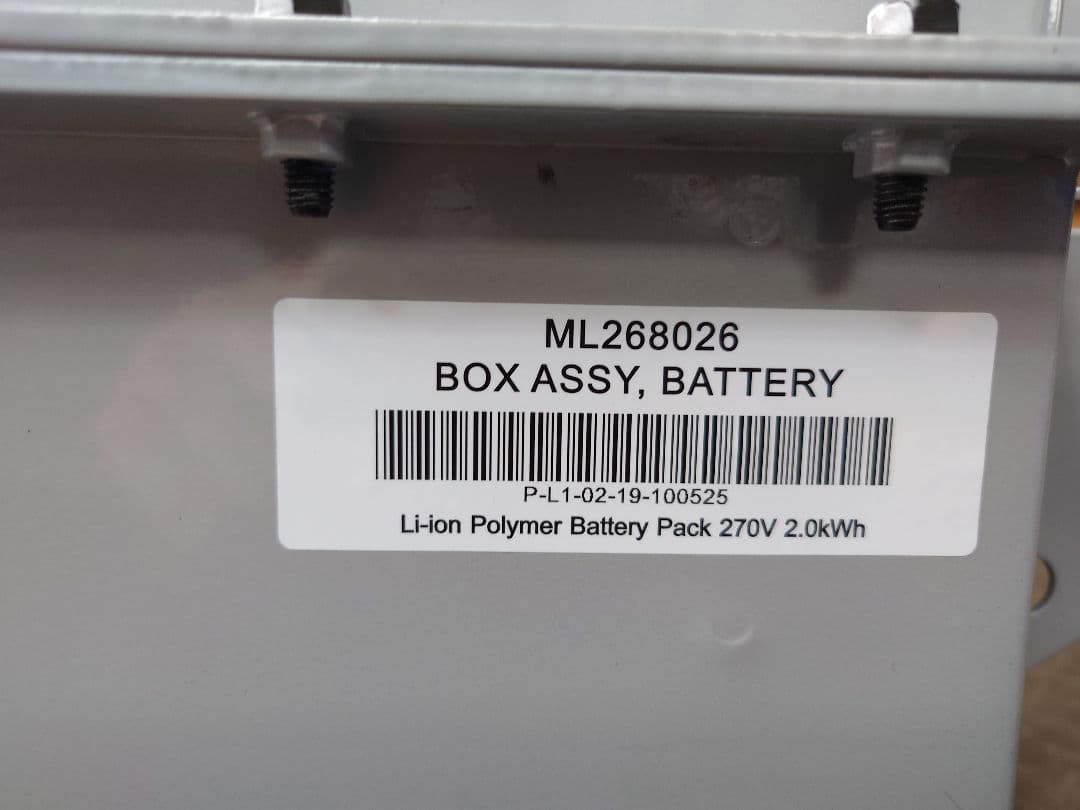 ML268026
BOX ASSY, BATTERY
P-L1-02-19-100525
Li-ion Polymer Battery Pack 270V 2.0kWh